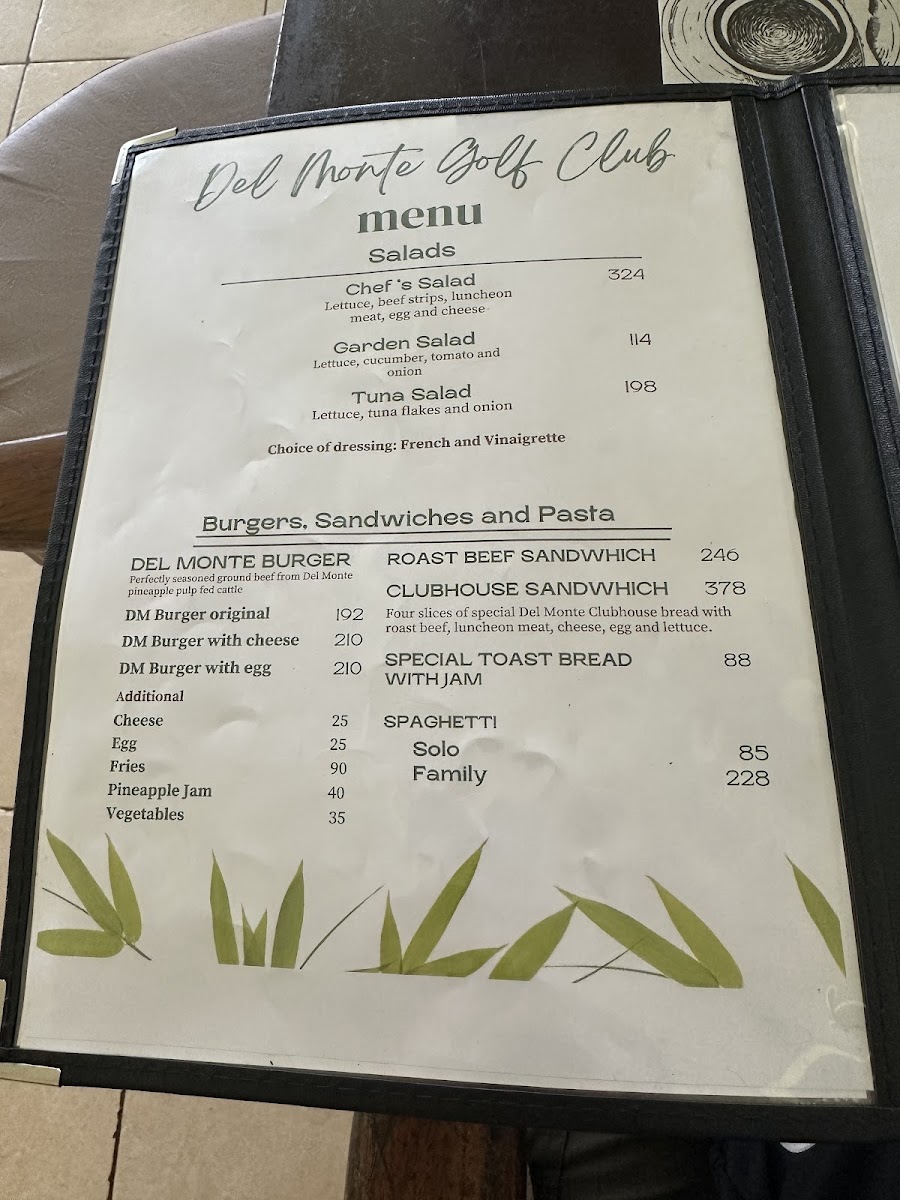 Del Monte Golf Club
menu
Salads
Chef 's Salad 324
Lettuce, beef strips, luncheon
meat, egg and cheese
Garden Salad 114
Lettuce, cucumber, tomato and
onion
Tuna Salad 198
Lettuce, tuna flakes and onion
Choice of dressing: French and Vinaigrette
Burgers, Sandwiches and Pasta
DEL MONTE BURGER
Perfectly seasoned ground beef from Del Monte
pineapple pulp fed cattle
DM Burger original 192
DM Burger with cheese 210
DM Burger with egg 210
Additional
Cheese 25
Egg 25
Fries 90
Pineapple Jam 40
Vegetables 35
ROAST BEEF SANDWHICH 246
CLUBHOUSE SANDWHICH 378
Four slices of special Del Monte Clubhouse bread with
roast beef, luncheon meat, cheese, egg and lettuce.
SPECIAL TOAST BREAD 88
WITH JAM
SPAGHETTI
Solo 85
Family 228